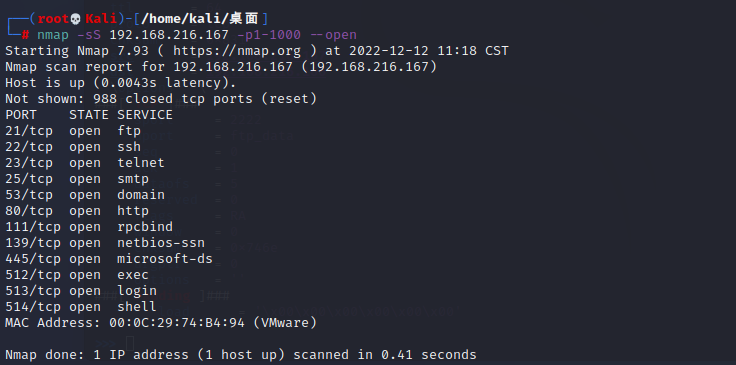 ┌──(root💀Kali)-[/home/kali/桌面]
└─# nmap -sS 192.168.216.167 -p1-1000 --open
Starting Nmap 7.93 ( https://nmap.org ) at 2022-12-12 11:18 CST
Nmap scan report for 192.168.216.167 (192.168.216.167)
Host is up (0.0043s latency).
Not shown: 988 closed tcp ports (reset)
PORT    STATE SERVICE
21/tcp  open  ftp
22/tcp  open  ssh
23/tcp  open  telnet
25/tcp  open  smtp
53/tcp  open  domain
80/tcp  open  http
111/tcp open  rpcbind
139/tcp open  netbios-ssn
445/tcp open  microsoft-ds
512/tcp open  exec
513/tcp open  login
514/tcp open  shell
MAC Address: 00:0C:29:74:B4:94 (VMware)

Nmap done: 1 IP address (1 host up) scanned in 0.41 seconds